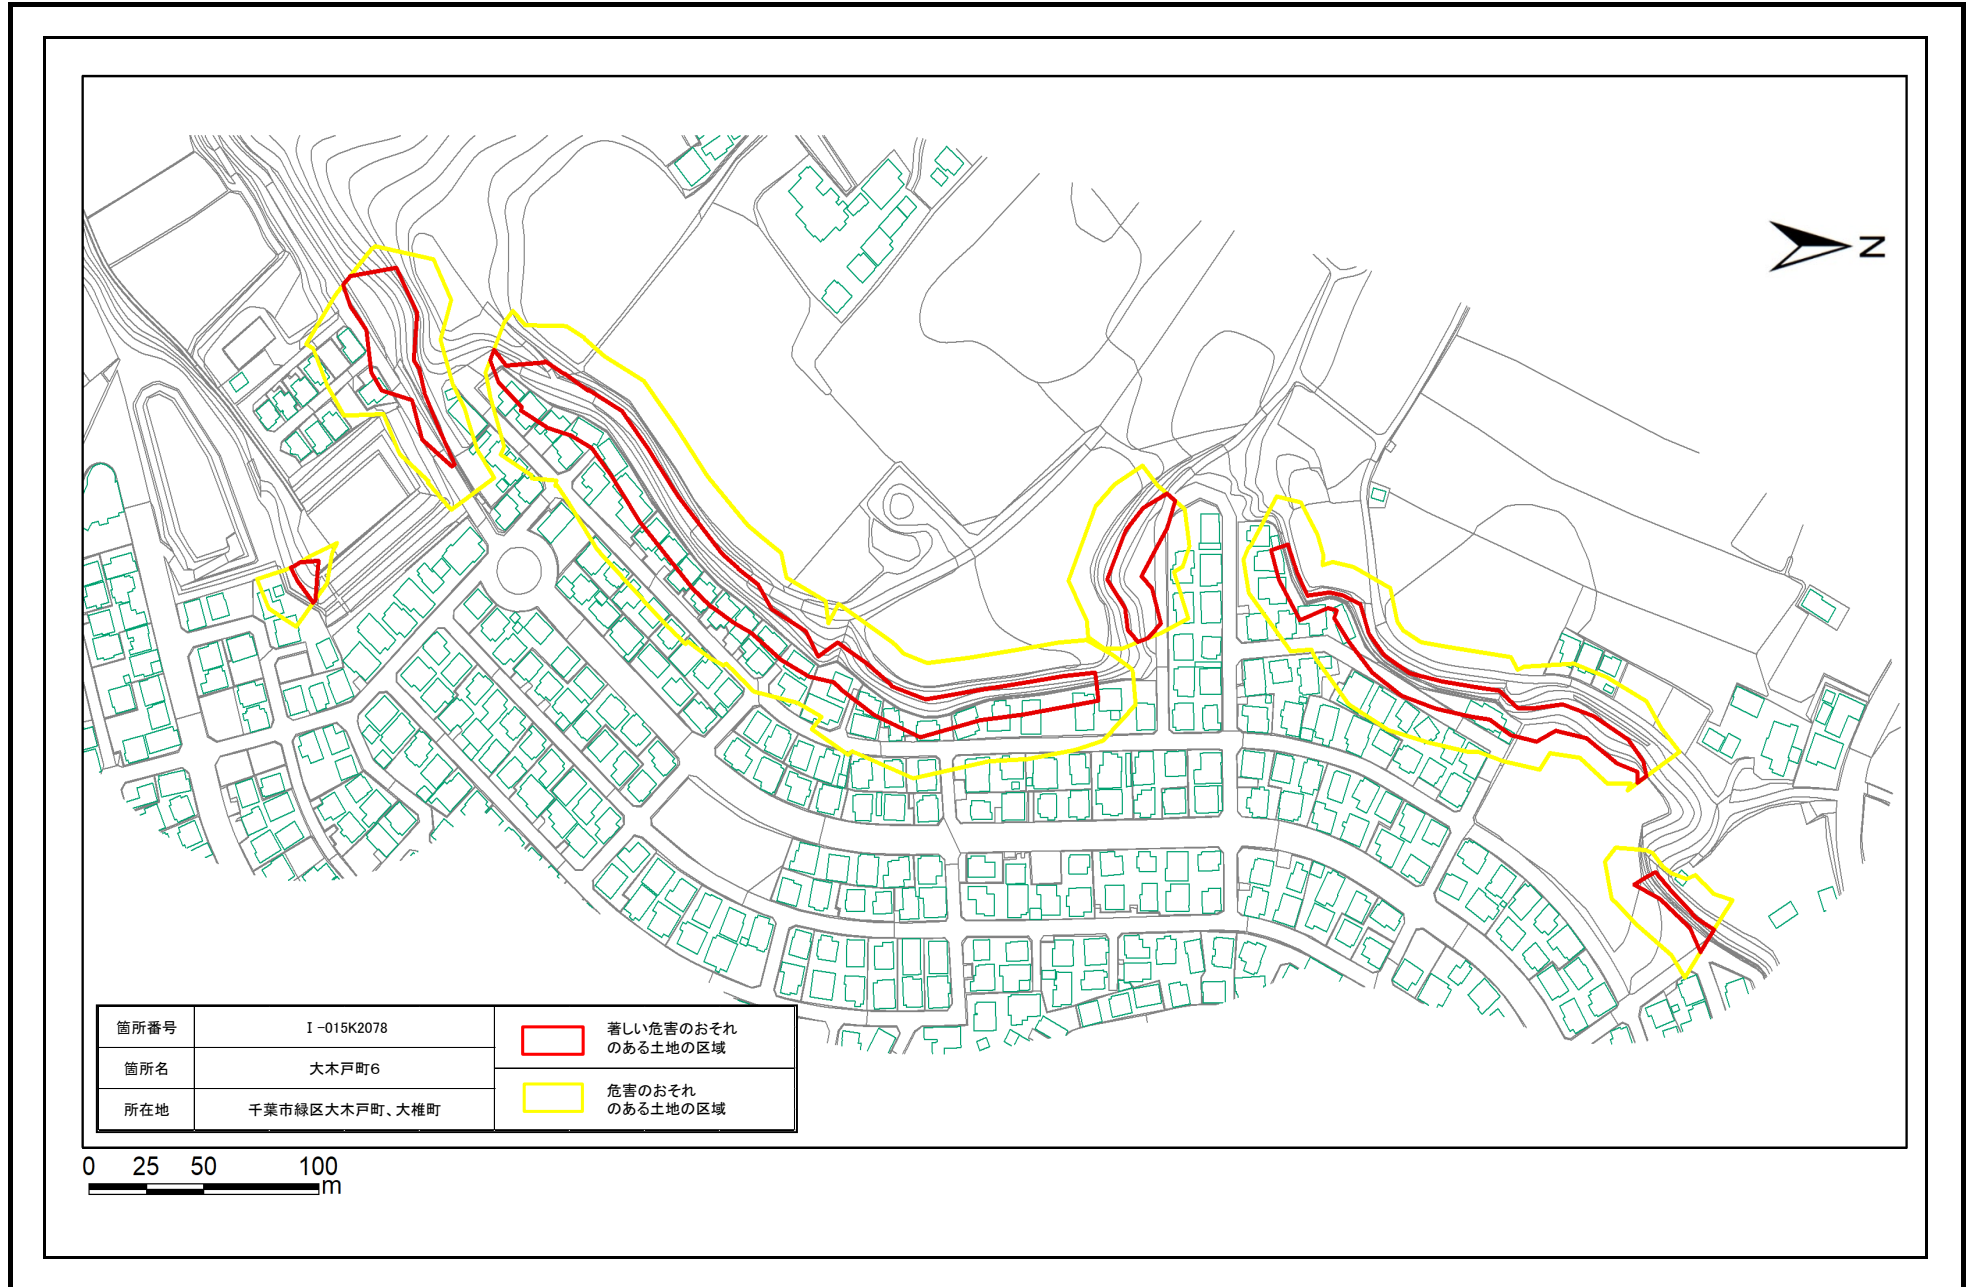 N
箇所番号
Ⅰ-015K2078
著しい危害のおそれ
のある土地の区域
箇所名
大木戸町6
危害のおそれ
のある土地の区域
所在地
千葉市緑区大木戸町、大椎町
0 25 50 100
m